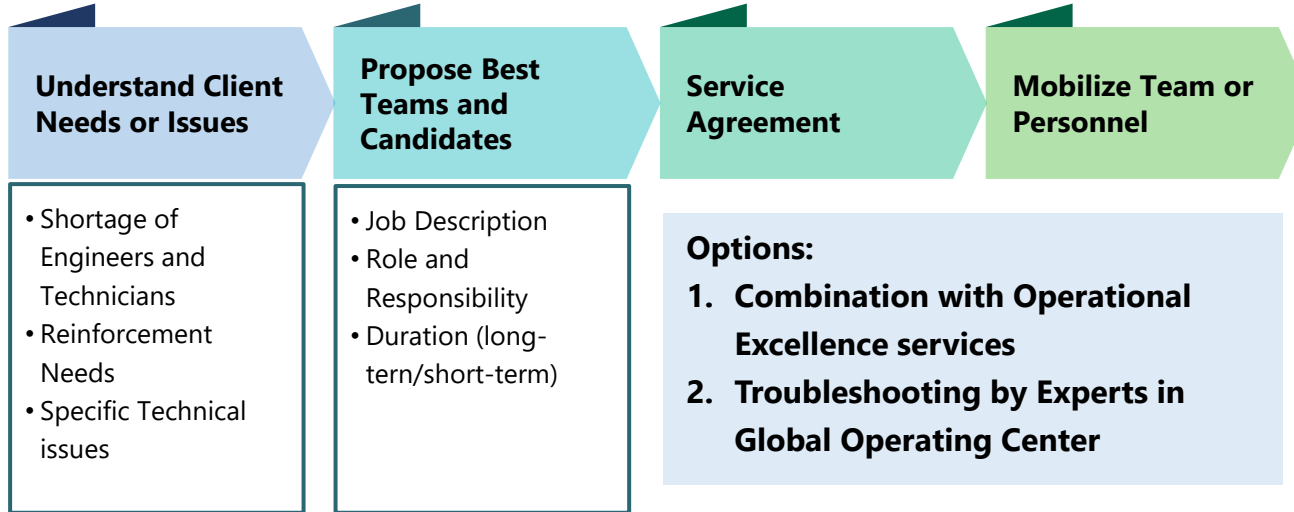 Understand Client
Needs or Issues
Propose Best
Teams and
Candidates
Service
Agreement
Mobilize Team or
Personnel
• Shortage of
Engineers and
Technicians
• Reinforcement
Needs
• Specific Technical
issues
• Job Description
• Role and
Responsibility
• Duration (long-
tern/short-term)
Options:
1. Combination with Operational
Excellence services
2. Troubleshooting by Experts in
Global Operating Center